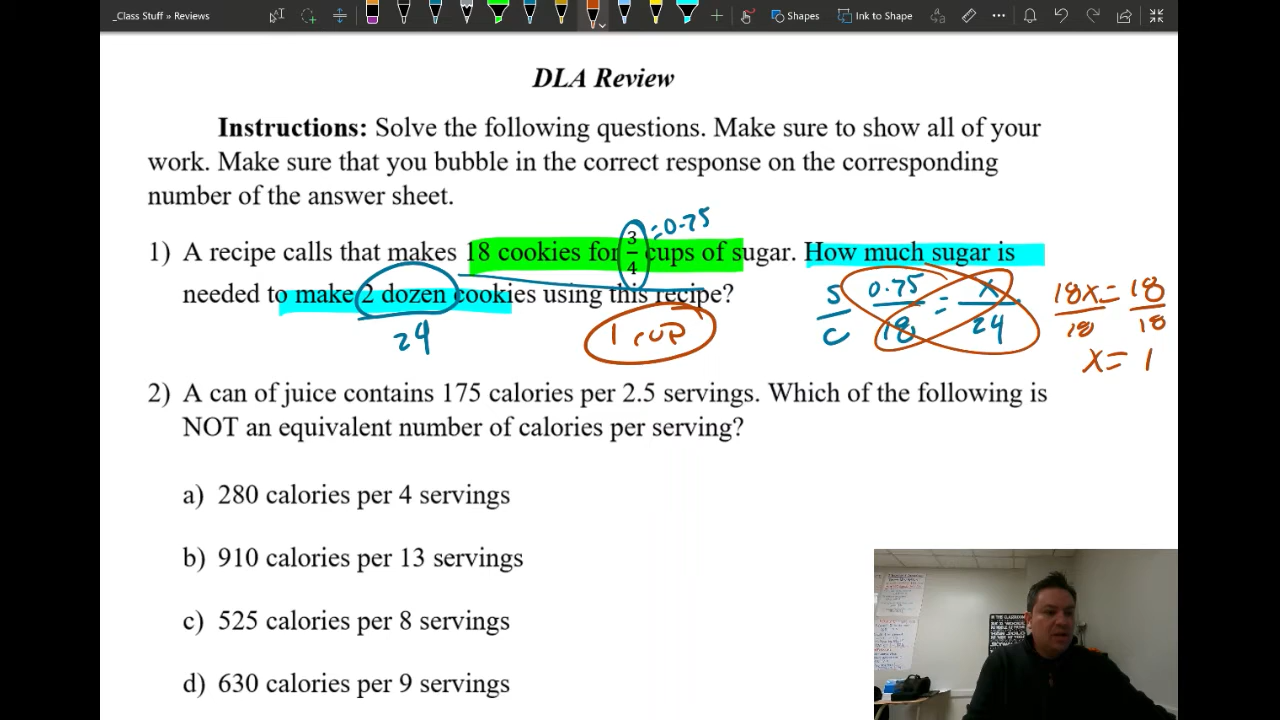 _Class Stuff » Reviews
Shapes
Ink to Shape
DLA Review
Instructions: Solve the following questions. Make sure to show all of your
work. Make sure that you bubble in the correct response on the corresponding
number of the answer sheet.
= 0.75
1) A recipe calls that makes 18 cookies for 3/4 cups of sugar. How much sugar is
needed to make 2 dozen cookies using this recipe?
24
1 cup
S/C 0.75/18 = x/24
18x/18 = 18/18
x = 1
2) A can of juice contains 175 calories per 2.5 servings. Which of the following is
NOT an equivalent number of calories per serving?
a) 280 calories per 4 servings
b) 910 calories per 13 servings
c) 525 calories per 8 servings
d) 630 calories per 9 servings